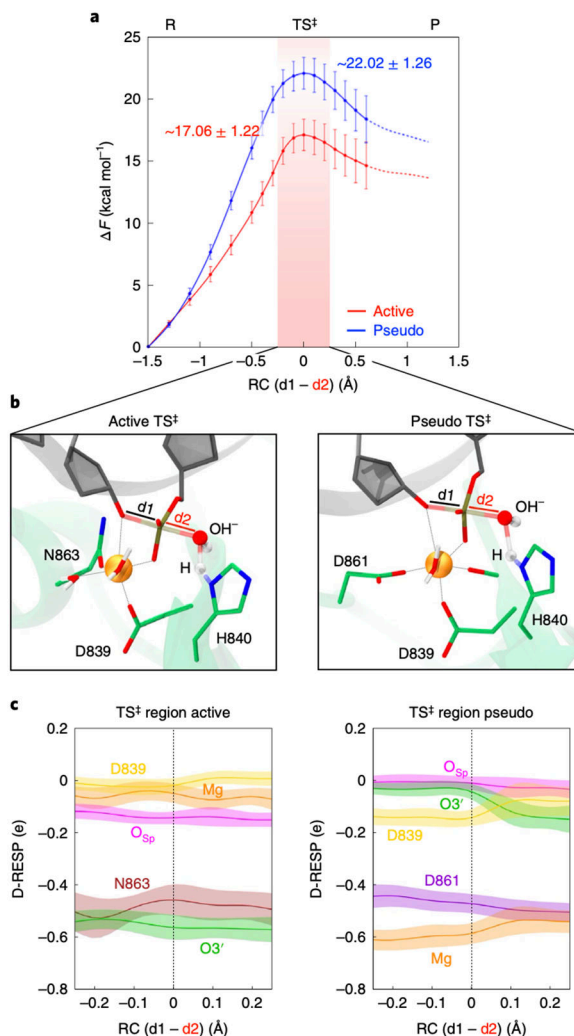 a
R TS‡ P
25
20
15
10
5
0
ΔF (kcal mol⁻¹)
~22.02 ± 1.26
~17.06 ± 1.22
Active
Pseudo
−1.5 −1 −0.5 0 0.5 1 1.5
RC (d1 − d2) (Å)
b
Active TS‡
d1
d2
OH⁻
N863
H
D839
H840
Pseudo TS‡
d1
d2
OH⁻
D861
H
D839
H840
c
TS‡ region active
0.2
0
−0.2
−0.4
−0.6
−0.8
D-RESP (e)
D839
Mg
O_Sp
N863
O3′
−0.2 −0.1 0 0.1 0.2
RC (d1 − d2) (Å)
TS‡ region pseudo
0.2
0
−0.2
−0.4
−0.6
−0.8
D-RESP (e)
O_Sp
O3′
D839
D861
Mg
−0.2 −0.1 0 0.1 0.2
RC (d1 − d2) (Å)